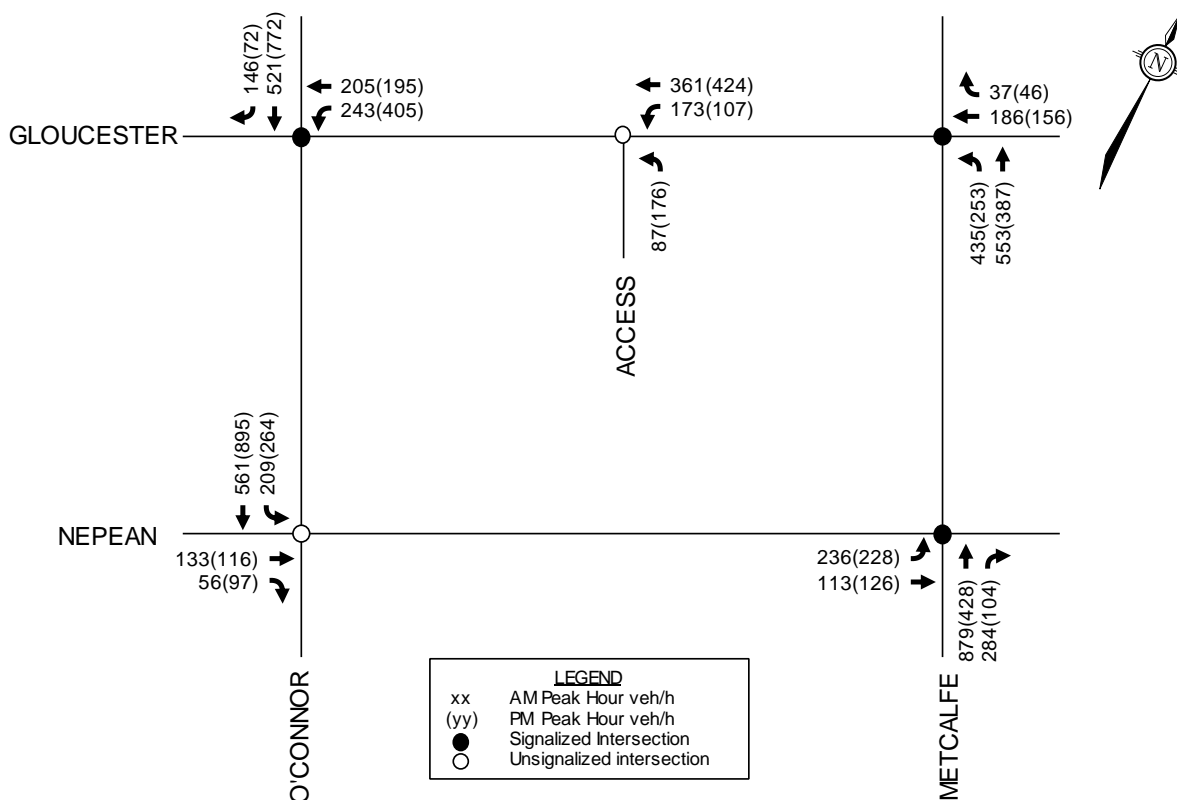 146(72)
521(772)
205(195)
243(405)
361(424)
173(107)
37(46)
186(156)
N
GLOUCESTER
87(176)
435(253)
553(387)
ACCESS
561(895)
209(264)
NEPEAN
133(116)
56(97)
236(228)
113(126)
879(428)
284(104)
O'CONNOR
METCALFE
LEGEND
xx AM Peak Hour veh/h
(yy) PM Peak Hour veh/h
Signalized Intersection
Unsignalized intersection